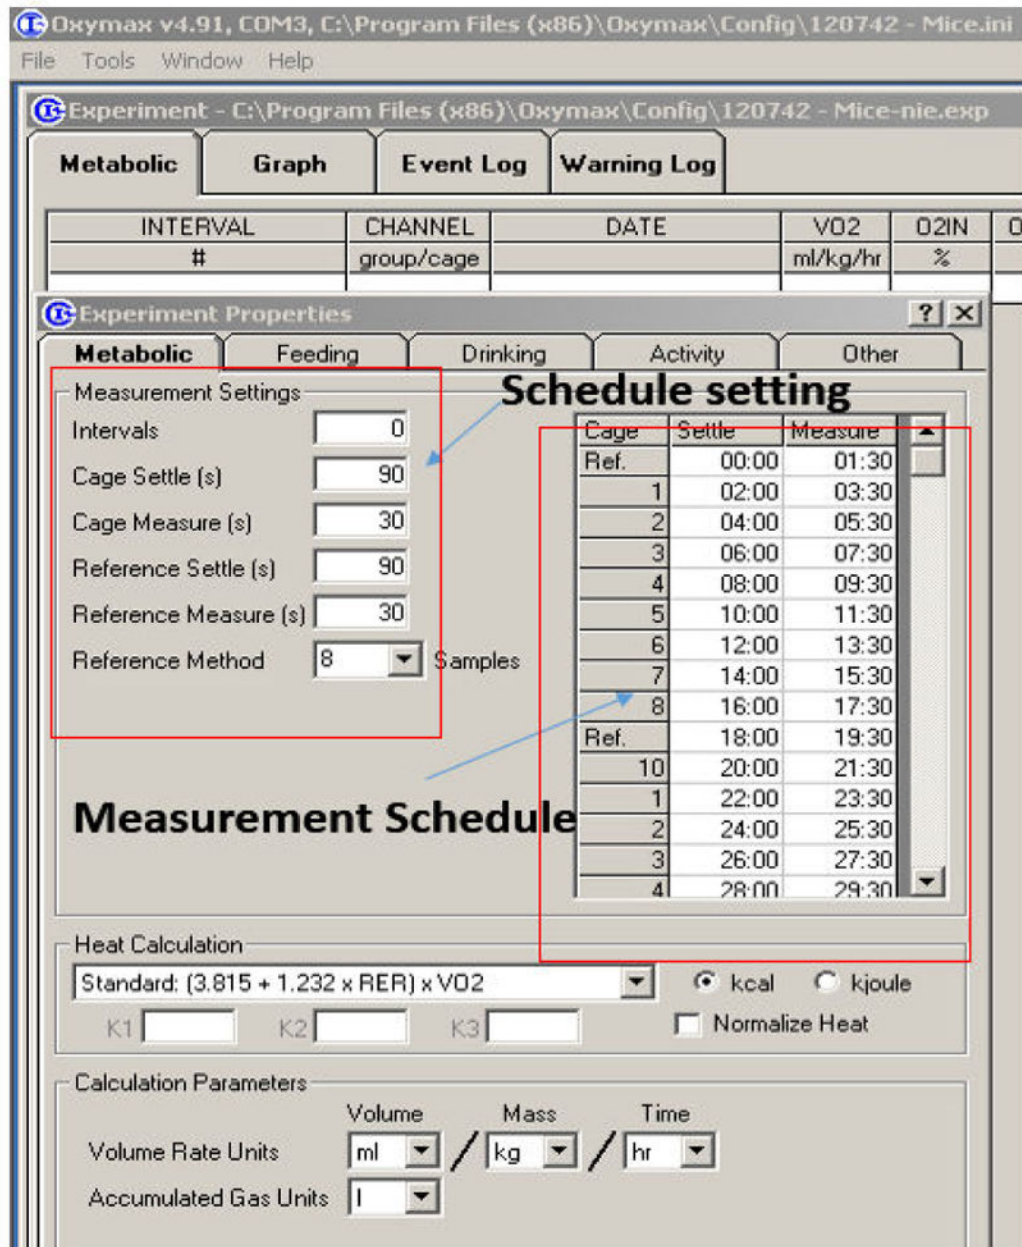 Oxymax v4.91, COM3, C:\Program Files (x86)\Oxymax\Config\120742 - Mice.ini
File Tools Window Help
Experiment - C:\Program Files (x86)\Oxymax\Config\120742 - Mice-nie.exp
Metabolic Graph Event Log Warning Log
INTERVAL CHANNEL DATE VO2 O2IN O
# group/cage ml/kg/hr %
Experiment Properties ? X
Metabolic Feeding Drinking Activity Other
Measurement Settings
Schedule setting
Intervals 0
Cage Settle (s) 90
Cage Measure (s) 30
Reference Settle (s) 90
Reference Measure (s) 30
Reference Method 8 Samples
Cage Settle Measure
Ref. 00:00 01:30
1 02:00 03:30
2 04:00 05:30
3 06:00 07:30
4 08:00 09:30
5 10:00 11:30
6 12:00 13:30
7 14:00 15:30
8 16:00 17:30
Ref. 18:00 19:30
10 20:00 21:30
1 22:00 23:30
2 24:00 25:30
3 26:00 27:30
4 28:00 29:30
Measurement Schedule
Heat Calculation
Standard: (3.815 + 1.232 x RER) x VO2 kcal kjoule
K1 K2 K3 Normalize Heat
Calculation Parameters
Volume Mass Time
Volume Rate Units ml / kg / hr
Accumulated Gas Units l